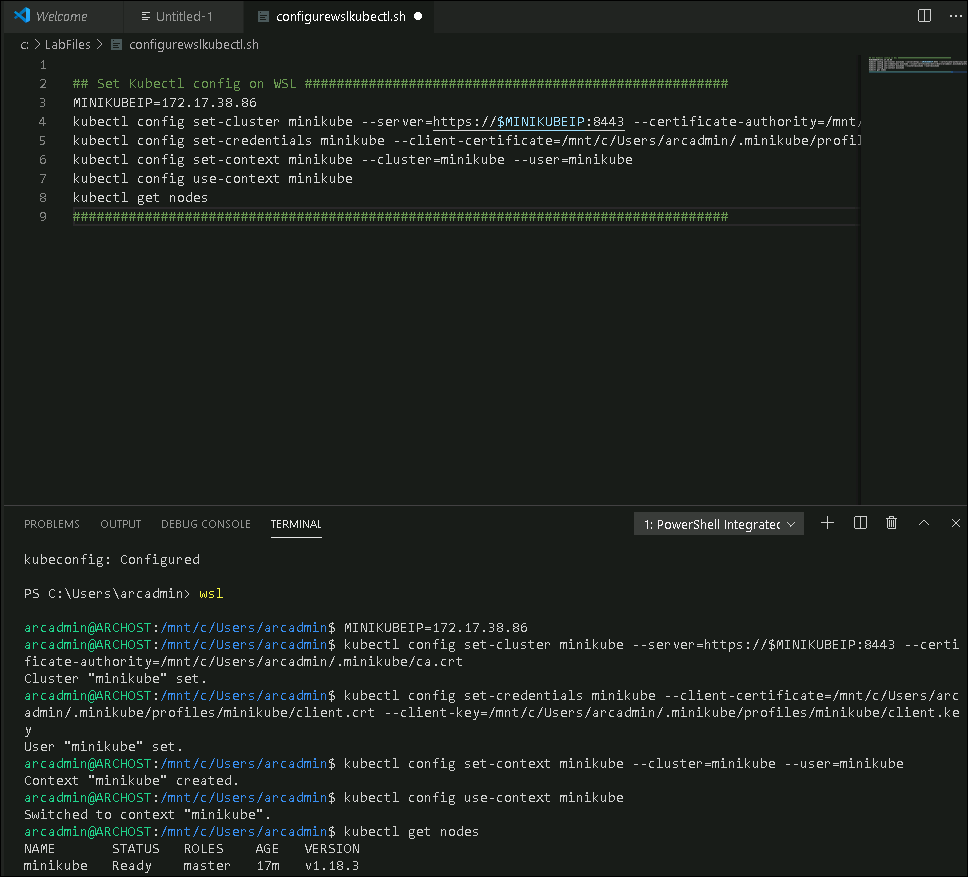 Welcome
Untitled-1
configurewslkubectl.sh
c: > LabFiles > configurewslkubectl.sh
1
2 ## Set Kubectl config on WSL #####################################################
3 MINIKUBEIP=172.17.38.86
4 kubectl config set-cluster minikube --server=https://$MINIKUBEIP:8443 --certificate-authority=/mnt/
5 kubectl config set-credentials minikube --client-certificate=/mnt/c/Users/arcadmin/.minikube/profil
6 kubectl config set-context minikube --cluster=minikube --user=minikube
7 kubectl config use-context minikube
8 kubectl get nodes
9 ##################################################################################
PROBLEMS OUTPUT DEBUG CONSOLE TERMINAL
1: PowerShell Integratec
kubeconfig: Configured
PS C:\Users\arcadmin> wsl
arcadmin@ARCHOST:/mnt/c/Users/arcadmin$ MINIKUBEIP=172.17.38.86
arcadmin@ARCHOST:/mnt/c/Users/arcadmin$ kubectl config set-cluster minikube --server=https://$MINIKUBEIP:8443 --certi
ficate-authority=/mnt/c/Users/arcadmin/.minikube/ca.crt
Cluster "minikube" set.
arcadmin@ARCHOST:/mnt/c/Users/arcadmin$ kubectl config set-credentials minikube --client-certificate=/mnt/c/Users/arc
admin/.minikube/profiles/minikube/client.crt --client-key=/mnt/c/Users/arcadmin/.minikube/profiles/minikube/client.ke
y
User "minikube" set.
arcadmin@ARCHOST:/mnt/c/Users/arcadmin$ kubectl config set-context minikube --cluster=minikube --user=minikube
Context "minikube" created.
arcadmin@ARCHOST:/mnt/c/Users/arcadmin$ kubectl config use-context minikube
Switched to context "minikube".
arcadmin@ARCHOST:/mnt/c/Users/arcadmin$ kubectl get nodes
NAME STATUS ROLES AGE VERSION
minikube Ready master 17m v1.18.3